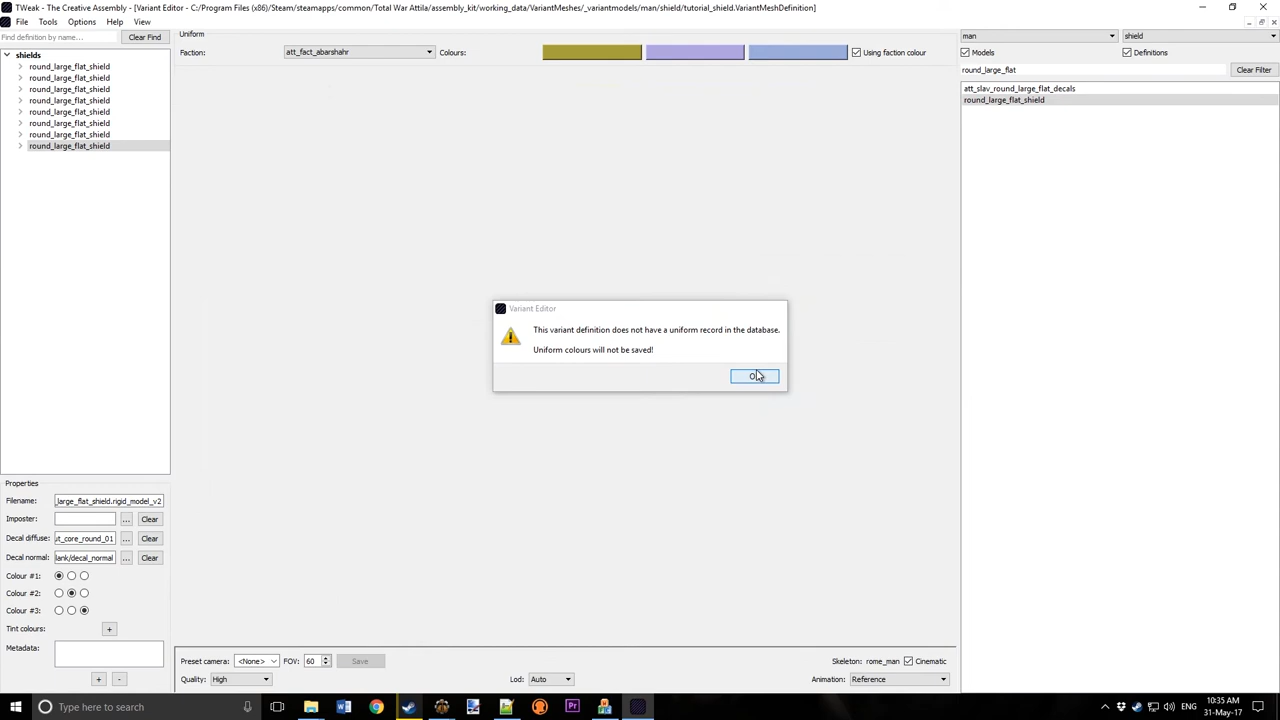 TWeak - The Creative Assembly - [Variant Editor - C:/Program Files (x86)/Steam/steamapps/common/Total War Attila/assembly_kit/working_data/VariantMeshes/_variantmodels/man/shield/tutorial_shield.VariantMeshDefinition]
File Tools Options Help View
Find definition by name... Clear Find
shields
round_large_flat_shield
round_large_flat_shield
round_large_flat_shield
round_large_flat_shield
round_large_flat_shield
round_large_flat_shield
round_large_flat_shield
round_large_flat_shield
Uniform
Faction: att_fact_abarshahr Colours: Using faction colour
man shield
Models Definitions
round_large_flat Clear Filter
att_slav_round_large_flat_decals
round_large_flat_shield
Variant Editor
This variant definition does not have a uniform record in the database.
Uniform colours will not be saved!
Properties
Filename: _large_flat_shield.rigid_model_v2
Imposter: ... Clear
Decal diffuse: ut_core_round_01 ... Clear
Decal normal: lank/decal_normal ... Clear
Colour #1:
Colour #2:
Colour #3:
Tint colours: +
Metadata:
+ -
Preset camera: <None> FOV: 60 Save Skeleton: rome_man Cinematic
Quality: High Lod: Auto Animation: Reference
Type here to search
10:35 AM
31-May-17